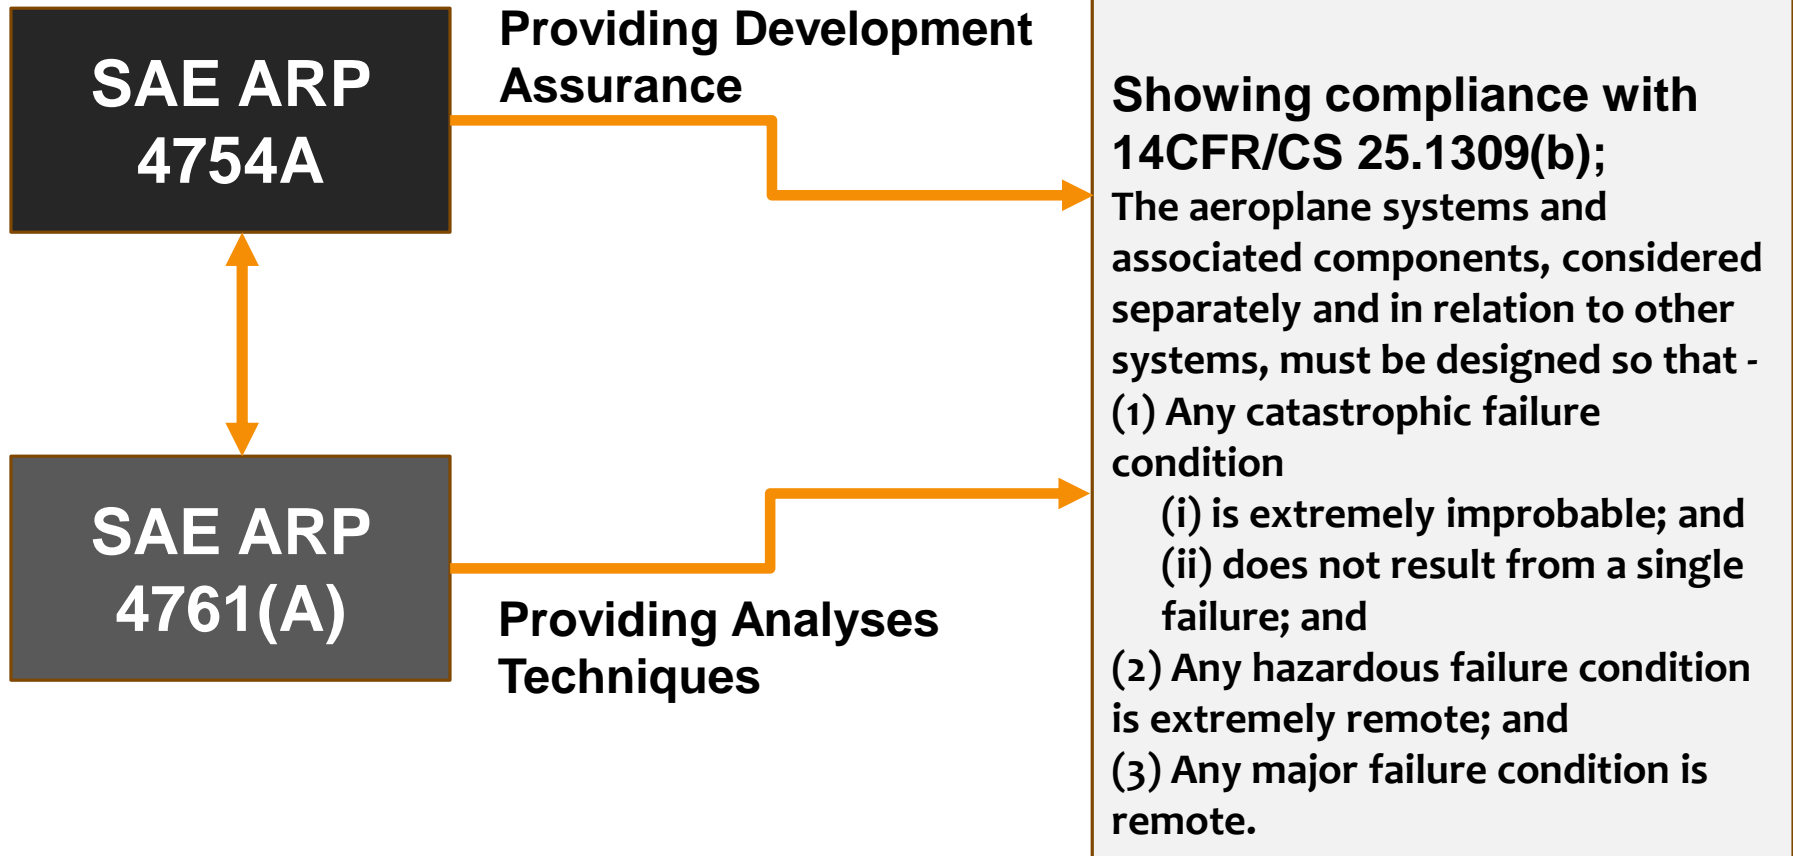 SAE ARP
4754A
Providing Development
Assurance
SAE ARP
4761(A)
Providing Analyses
Techniques
Showing compliance with
14CFR/CS 25.1309(b);
The aeroplane systems and
associated components, considered
separately and in relation to other
systems, must be designed so that -
(1) Any catastrophic failure
condition
(i) is extremely improbable; and
(ii) does not result from a single
failure; and
(2) Any hazardous failure condition
is extremely remote; and
(3) Any major failure condition is
remote.